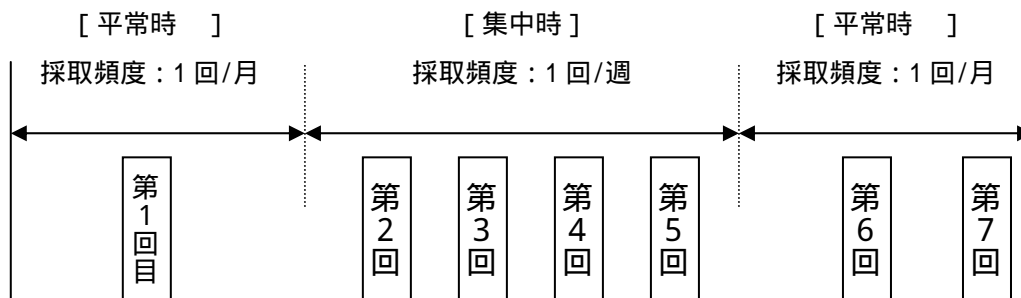 [ 平常時　]
[ 集中時 ]
[ 平常時　]
採取頻度：1 回/月
採取頻度：1 回/週
採取頻度：1 回/月
第1回目
第2回
第3回
第4回
第5回
第6回
第7回